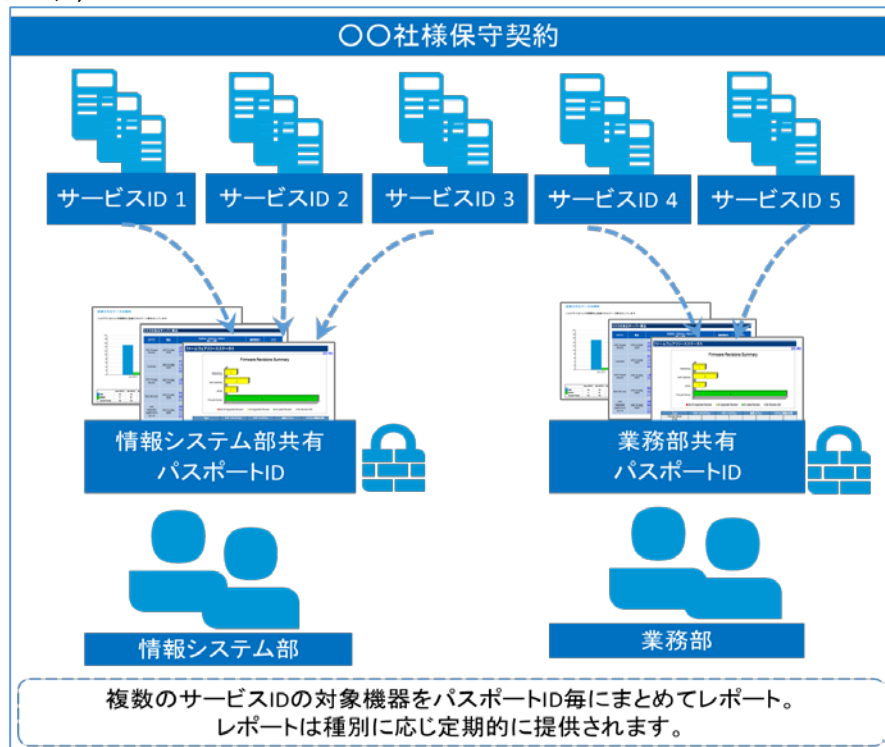 〇〇社様保守契約
サービスID 1
サービスID 2
サービスID 3
サービスID 4
サービスID 5
Firmware Revisions Summary
Firmware Revisions Summary
情報システム部共有
パスポートID
業務部共有
パスポートID
情報システム部
業務部
複数のサービスIDの対象機器をパスポートID毎にまとめてレポート。
レポートは種別に応じ定期的に提供されます。